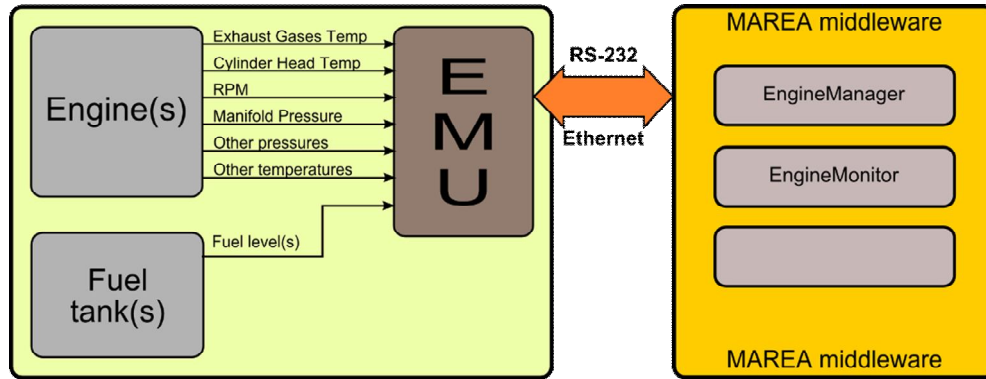 Engine(s)
Exhaust Gases Temp
Cylinder Head Temp
RPM
Manifold Pressure
Other pressures
Other temperatures
EMU
Fuel
tank(s)
Fuel level(s)
RS-232
Ethernet
MAREA middleware
EngineManager
EngineMonitor
MAREA middleware